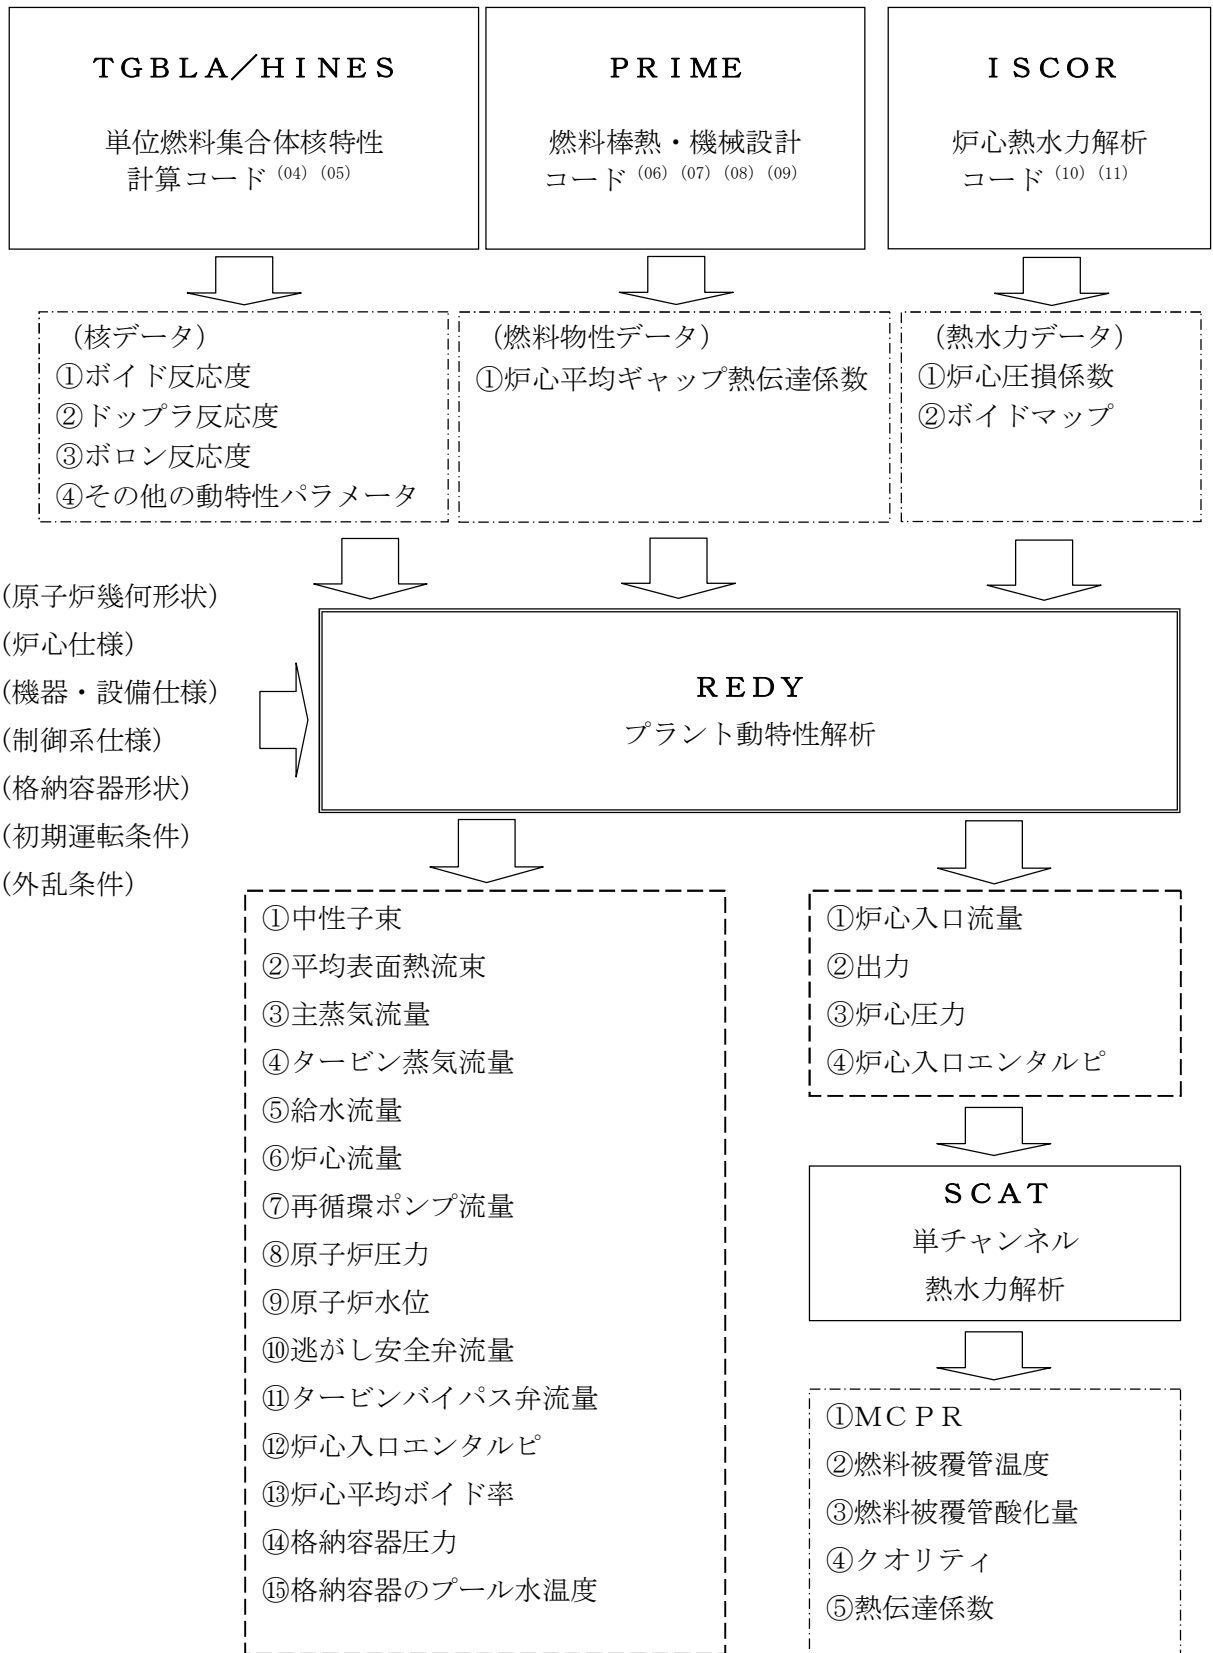 TGBLA／HINES
単位燃料集合体核特性
計算コード(04)(05)
PRIME
燃料棒熱・機械設計
コード(06)(07)(08)(09)
ISCOR
炉心熱水力解析
コード(10)(11)
(核データ)
①ボイド反応度
②ドップラ反応度
③ボロン反応度
④その他の動特性パラメータ
(燃料物性データ)
①炉心平均ギャップ熱伝達係数
(熱水力データ)
①炉心圧損係数
②ボイドマップ
(原子炉幾何形状)
(炉心仕様)
(機器・設備仕様)
(制御系仕様)
(格納容器形状)
(初期運転条件)
(外乱条件)
REDY
プラント動特性解析
①中性子束
②平均表面熱流束
③主蒸気流量
④タービン蒸気流量
⑤給水流量
⑥炉心流量
⑦再循環ポンプ流量
⑧原子炉圧力
⑨原子炉水位
⑩逃がし安全弁流量
⑪タービンバイパス弁流量
⑫炉心入口エンタルピ
⑬炉心平均ボイド率
⑭格納容器圧力
⑮格納容器のプール水温度
①炉心入口流量
②出力
③炉心圧力
④炉心入口エンタルピ
SCAT
単チャンネル
熱水力解析
①MCPR
②燃料被覆管温度
③燃料被覆管酸化量
④クオリティ
⑤熱伝達係数